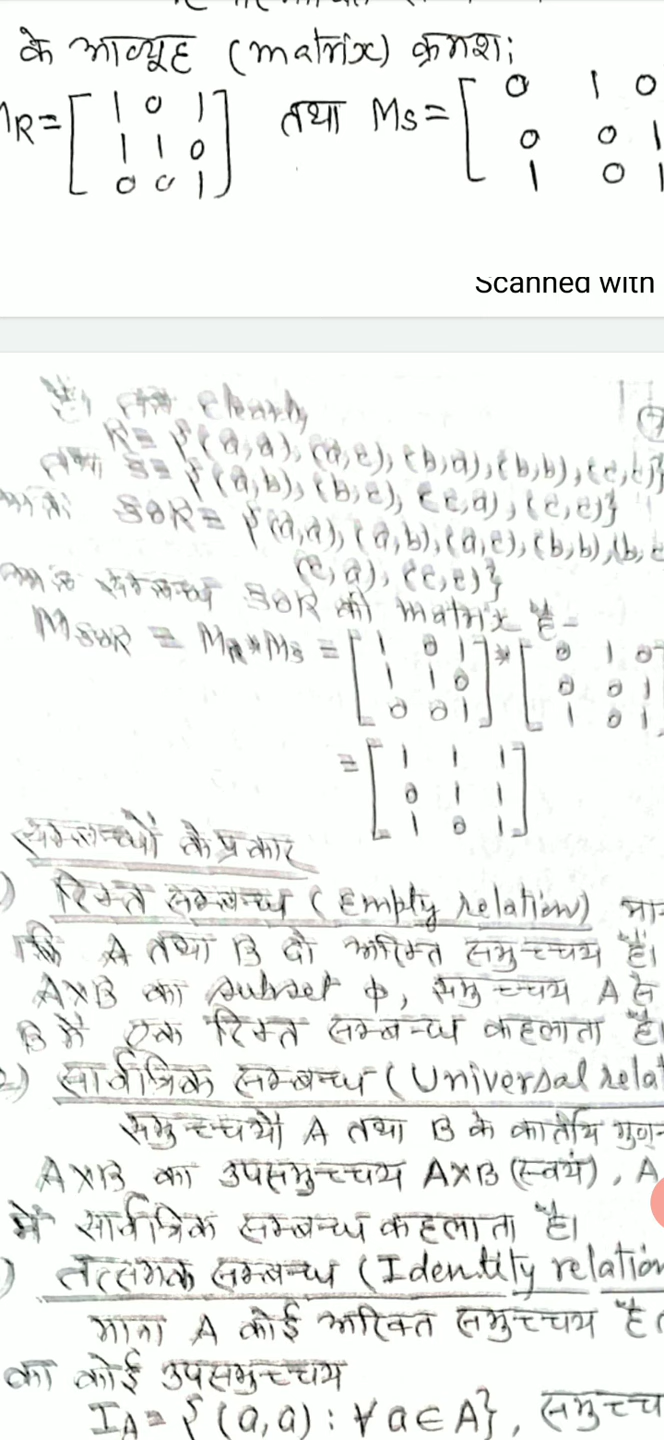 के आव्यूह (matrix) क्रमशः
MR = [ 1 0 1 तथा MS = [ 0 1 0
1 1 0 0 0 1
0 0 1 ] 1 0 1
Scanned with
है। clearly
R = {(a,a), (a,c), (b,a), (b,b), (c,c)}
तथा S = {(a,b), (b,c), (c,a), (c,c)}
अतः SOR = {(a,a), (a,b), (a,c), (b,b), (b,c
(c,a), (c,c)}
सम्बन्ध SOR की matrix है-
MSOR = MR * MS = [ 1 0 1 ] * [ 0 1 0
1 1 0 0 0 1
0 0 1 1 0 1
= [ 1 1 1 ]
0 1 1
1 0 1
सम्बन्धों के प्रकार
) रिक्त सम्बन्ध (Empty relation) मा
कि A तथा B दो अरिक्त समुच्चय हैं।
AXB का subset ϕ, समुच्चय A से
B में एक रिक्त सम्बन्ध कहलाता है।
2) सार्वत्रिक सम्बन्ध (Universal relat
समुच्चयों A तथा B के कार्तीय गुण
AXB का उपसमुच्चय AXB (स्वयं), A
में सार्वत्रिक सम्बन्ध कहलाता है।
) तत्समक सम्बन्ध (Identity relation
माना A कोई अरिक्त समुच्चय है
का कोई उपसमुच्चय
IA = {(a,a) : ∀ a ∈ A}, समुच्च